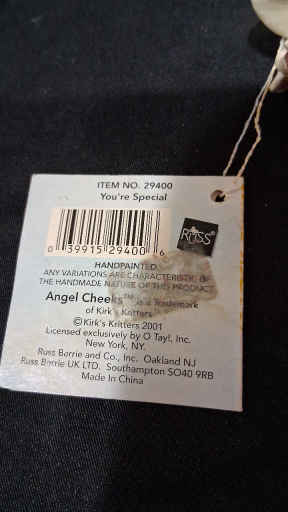 ITEM NO. 29400
You're Special
0 39915 29400 6
RUSS®
HANDPAINTED.
ANY VARIATIONS ARE CHARACTERISTIC OF
THE HANDMADE NATURE OF THIS PRODUCT
Angel Cheeks™ is a Trademark
of Kirk's Kritters
©Kirk's Kritters 2001
Licensed exclusively by O Tay!, Inc.
New York, NY.
Russ Berrie and Co., Inc. Oakland NJ
Russ Berrie UK LTD. Southampton SO40 9RB
Made In China